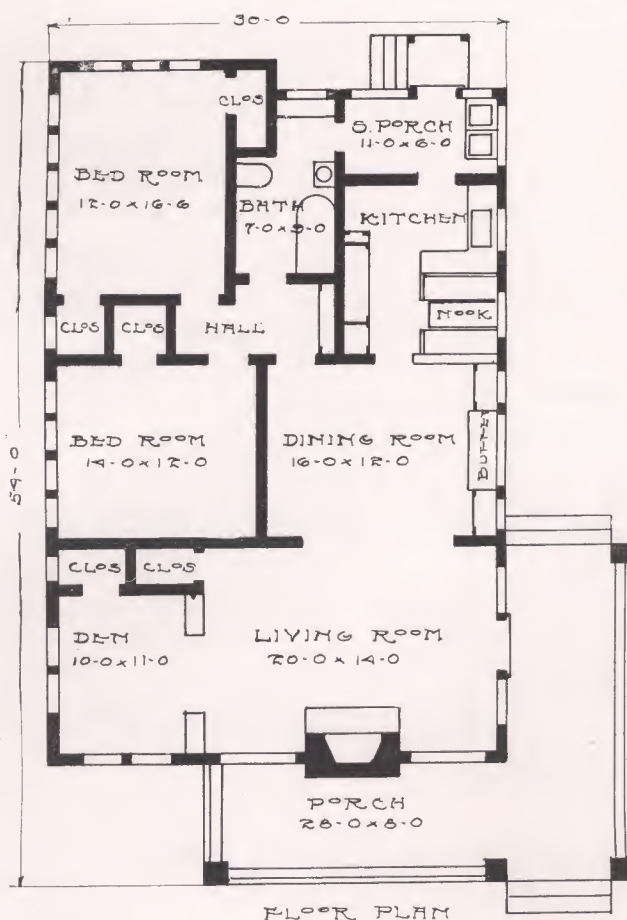 30-0
CLOS
S. PORCH
11-0 x 6-0
BED ROOM
12-0 x 16-6
BATH
7-0 x 9-0
KITCHEN
CLOS
CLOS
HALL
NOOK
BED ROOM
14-0 x 12-0
DINING ROOM
16-0 x 12-0
BUFFET
54-0
CLOS
CLOS
DEN
10-0 x 11-0
LIVING ROOM
20-0 x 14-0
PORCH
28-0 x 8-0
FLOOR PLAN